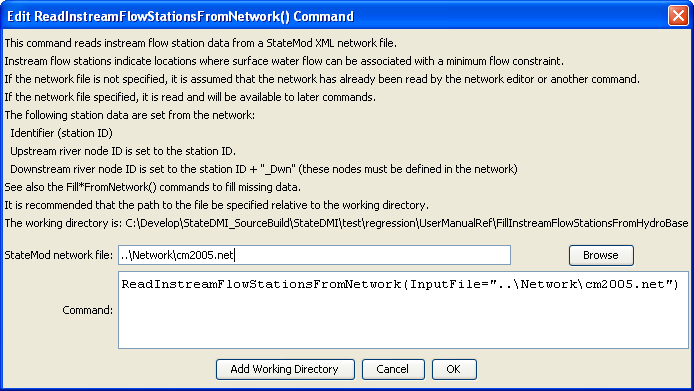 Edit ReadInstreamFlowStationsFromNetwork() Command
This command reads instream flow station data from a StateMod XML network file.
Instream flow stations indicate locations where surface water flow can be associated with a minimum flow constraint.
If the network file is not specified, it is assumed that the network has already been read by the network editor or another command.
If the network file specified, it is read and will be available to later commands.
The following station data are set from the network:
Identifier (station ID)
Upstream river node ID is set to the station ID.
Downstream river node ID is set to the station ID + "_Dwn" (these nodes must be defined in the network)
See also the Fill*FromNetwork() commands to fill missing data.
It is recommended that the path to the file be specified relative to the working directory.
The working directory is: C:\Develop\StateDMI_SourceBuild\StateDMI\test\regression\UserManualRef\FillInstreamFlowStationsFromHydroBase
StateMod network file: ..\Network\cm2005.net Browse
ReadInstreamFlowStationsFromNetwork(InputFile="..\Network\cm2005.net")
Command:
Add Working Directory Cancel OK